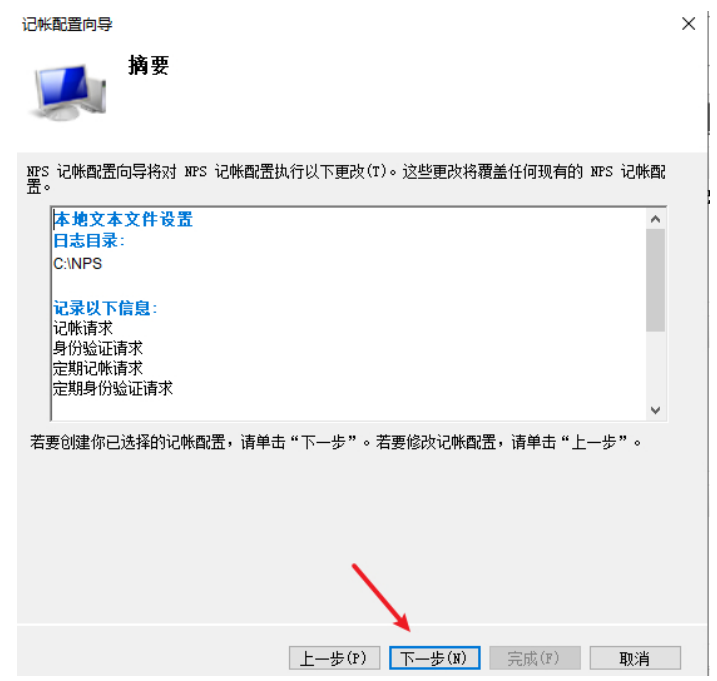 记帐配置向导
摘要
NPS 记帐配置向导将对 NPS 记帐配置执行以下更改(T)。这些更改将覆盖任何现有的 NPS 记帐配
置。
本地文本文件设置
日志目录:
C:\NPS
记录以下信息:
记帐请求
身份验证请求
定期记帐请求
定期身份验证请求
若要创建你已选择的记帐配置，请单击“下一步”。若要修改记帐配置，请单击“上一步”。
上一步(P) 下一步(N) 完成(F) 取消